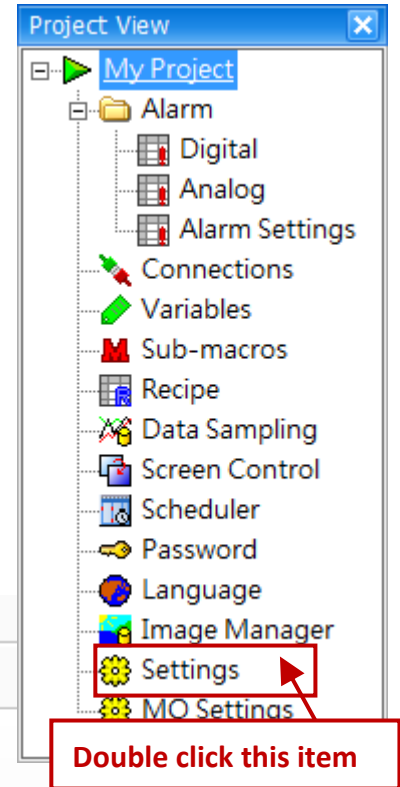 Project View
My Project
Alarm
Digital
Analog
Alarm Settings
Connections
Variables
Sub-macros
Recipe
Data Sampling
Screen Control
Scheduler
Password
Language
Image Manager
Settings
MQ Settings
Double click this item